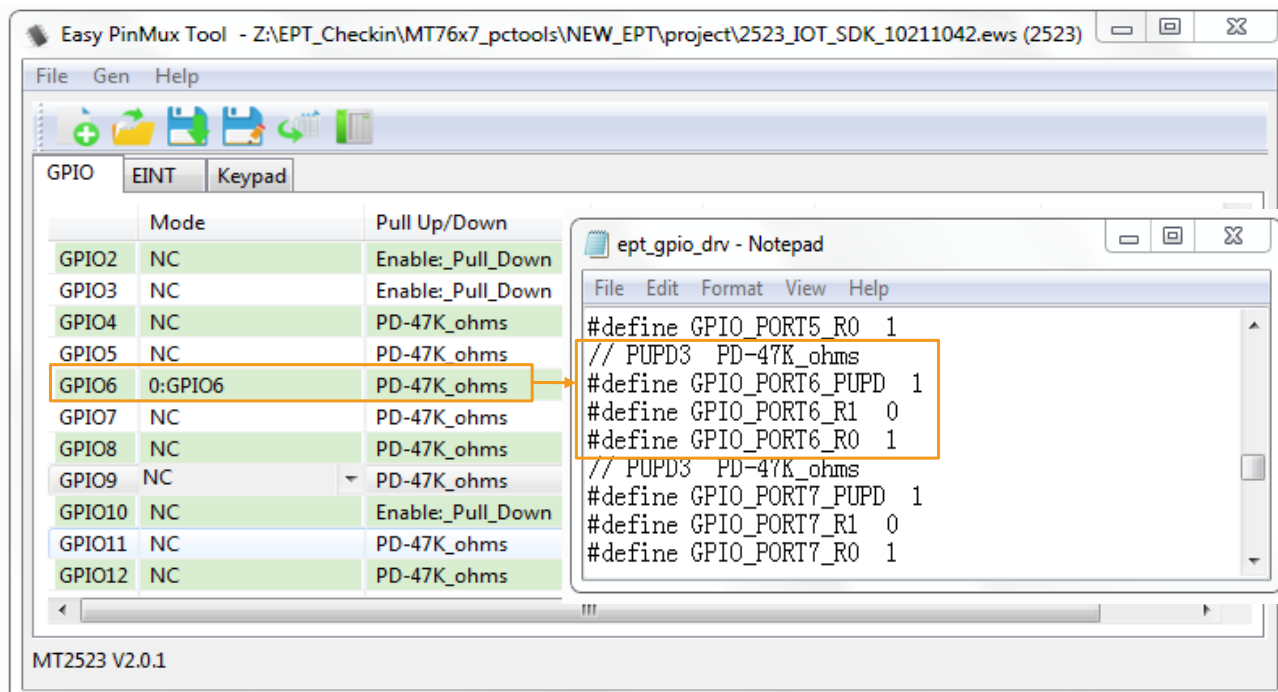 Easy PinMux Tool - Z:\EPT_Checkin\MT76x7_pctools\NEW_EPT\project\2523_IOT_SDK_10211042.ews (2523)
File Gen Help
GPIO EINT Keypad
Mode Pull Up/Down
GPIO2 NC Enable:_Pull_Down
GPIO3 NC Enable:_Pull_Down
GPIO4 NC PD-47K_ohms
GPIO5 NC PD-47K_ohms
GPIO6 0:GPIO6 PD-47K_ohms
GPIO7 NC PD-47K_ohms
GPIO8 NC PD-47K_ohms
GPIO9 NC PD-47K_ohms
GPIO10 NC Enable:_Pull_Down
GPIO11 NC PD-47K_ohms
GPIO12 NC PD-47K_ohms
ept_gpio_drv - Notepad
File Edit Format View Help
#define GPIO_PORT5_R0 1
// PUPD3 PD-47K_ohms
#define GPIO_PORT6_PUPD 1
#define GPIO_PORT6_R1 0
#define GPIO_PORT6_R0 1
// PUPD3 PD-47K_ohms
#define GPIO_PORT7_PUPD 1
#define GPIO_PORT7_R1 0
#define GPIO_PORT7_R0 1
MT2523 V2.0.1